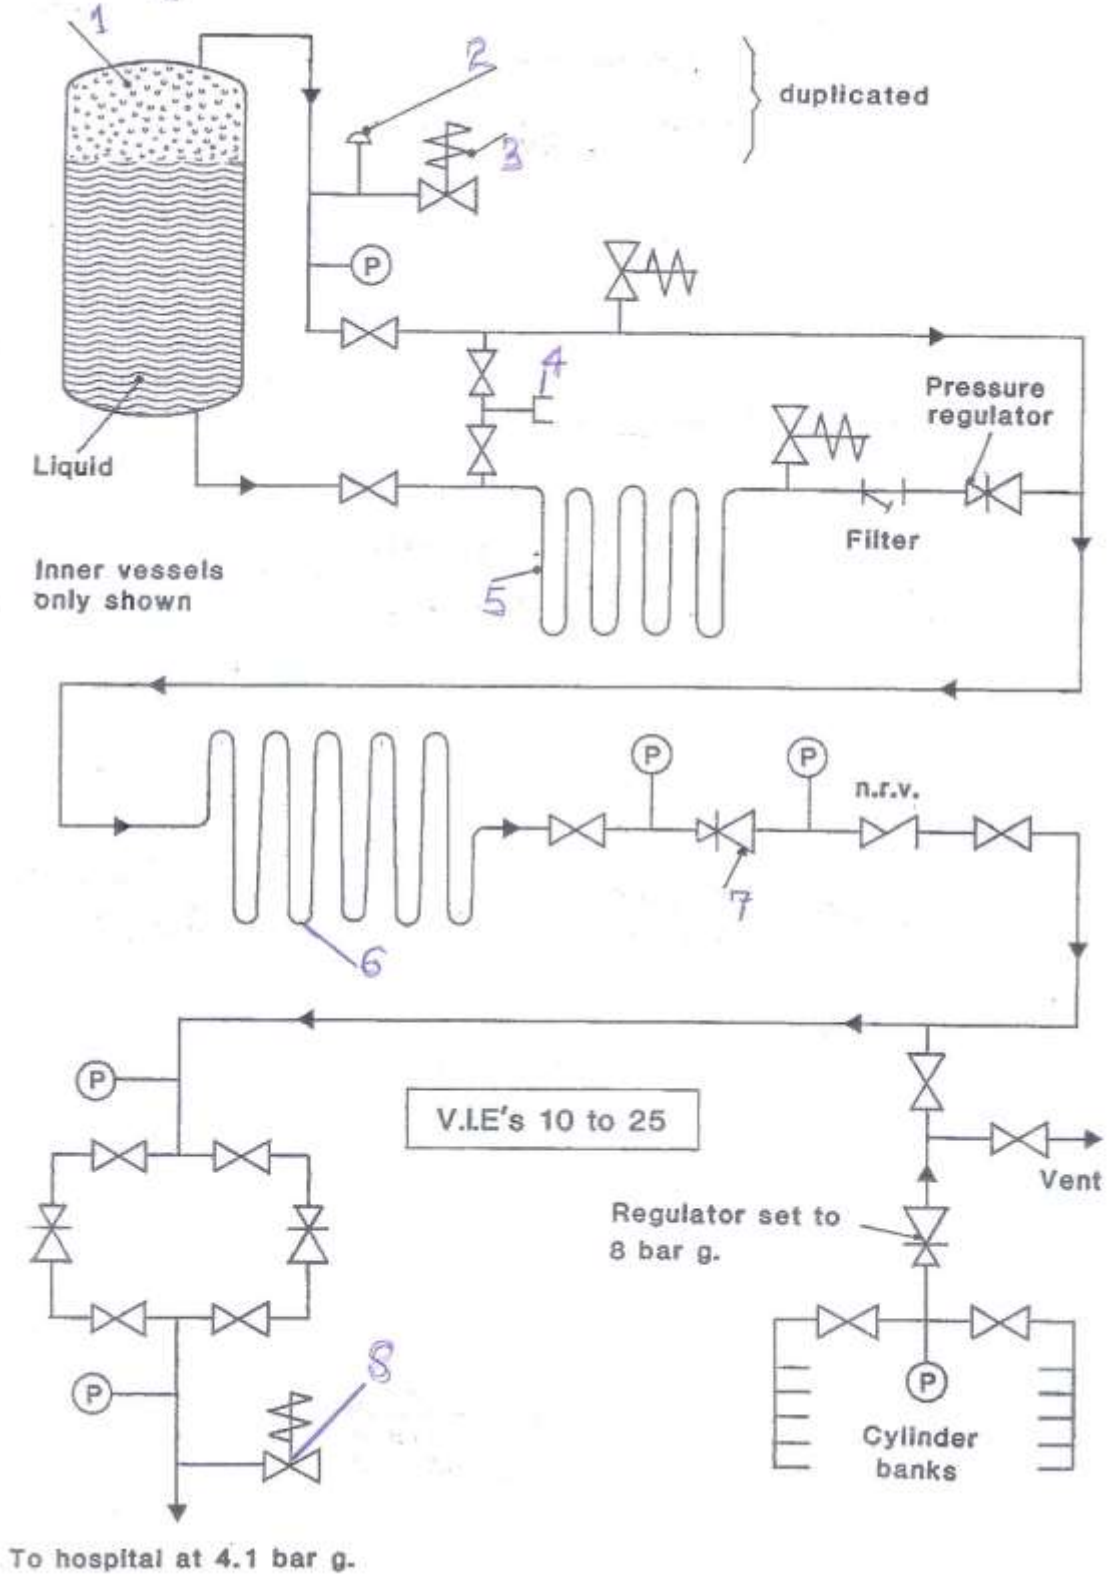 1
2
duplicated
3
P
4
Pressure
regulator
Liquid
Filter
Inner vessels
only shown
5
P
P
n.r.v.
7
6
P
V.I.E's 10 to 25
Vent
Regulator set to
8 bar g.
P
8
P
Cylinder
banks
To hospital at 4.1 bar g.